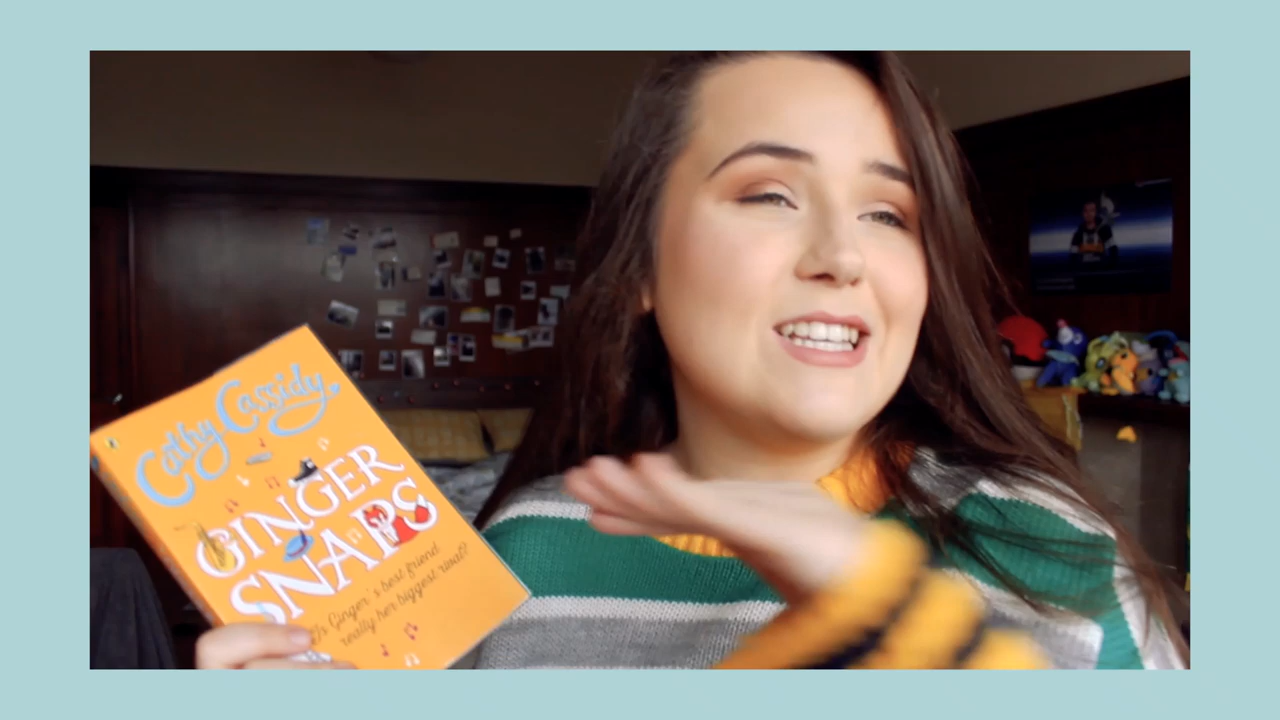 Cathy Cassidy
GINGER
SNAPS
Is Ginger's best friend
really her biggest rival?